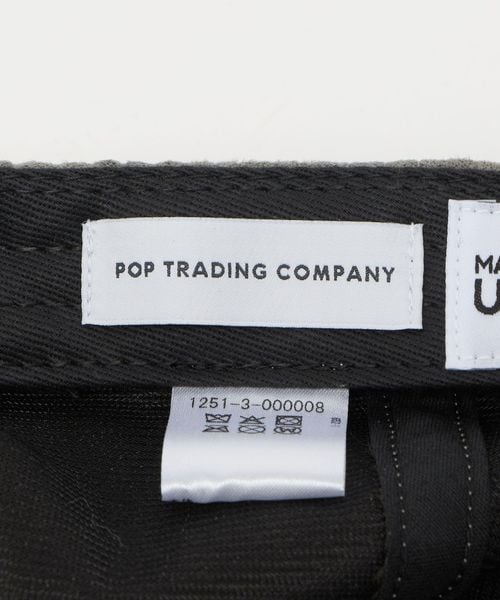 POP TRADING COMPANY
MA
U
1251-3-000008